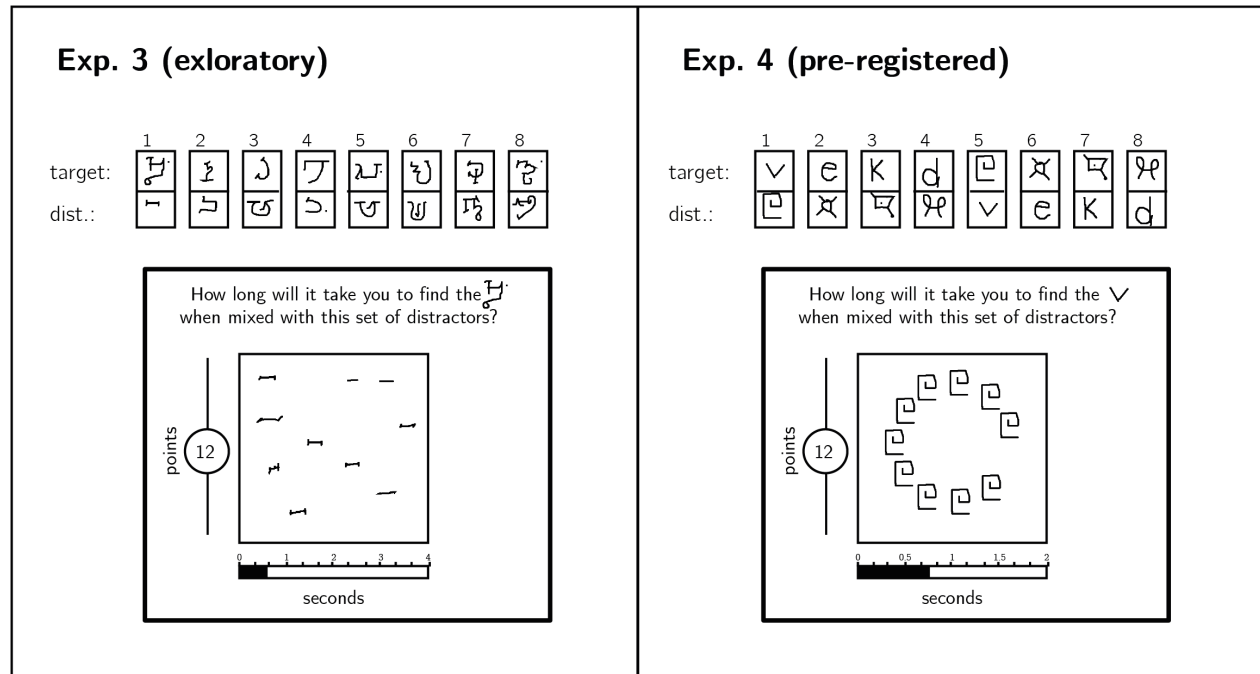 Exp. 3 (exloratory)
1 2 3 4 5 6 7 8
target:
dist.:
How long will it take you to find the
when mixed with this set of distractors?
points
12
0 1 2 3 4
seconds
Exp. 4 (pre-registered)
1 2 3 4 5 6 7 8
target: v e k d
dist.: v e k d
How long will it take you to find the v
when mixed with this set of distractors?
points
12
0 0.5 1 1.5 2
seconds